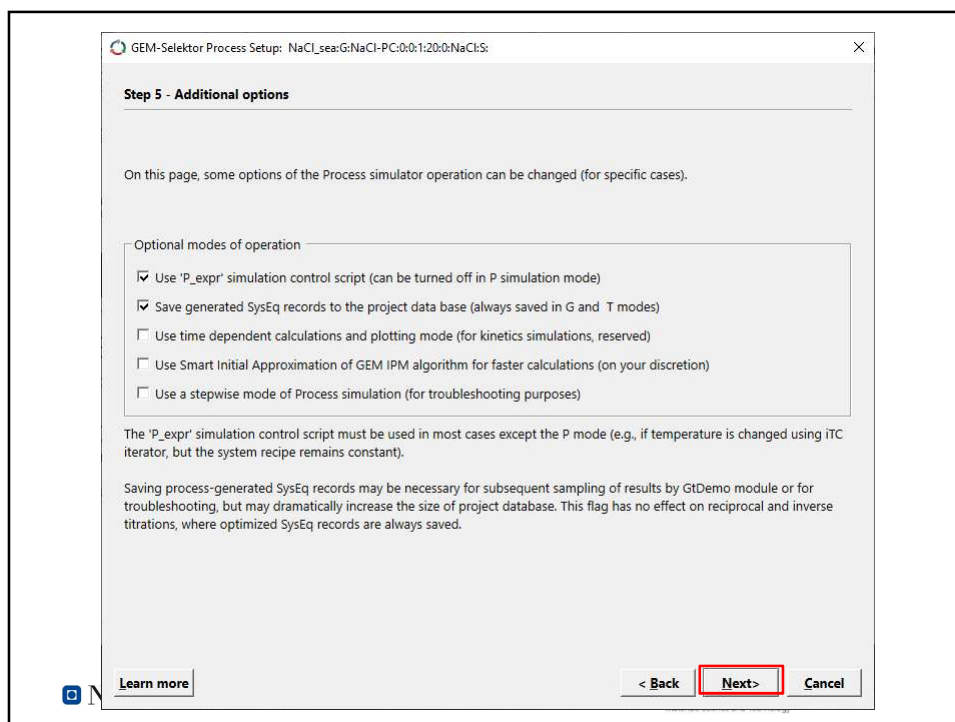 GEM-Selektor Process Setup: NaCl_sea:G:NaCl-PC:0:0:1:20:0:NaCl:S:
Step 5 - Additional options
On this page, some options of the Process simulator operation can be changed (for specific cases).
Optional modes of operation
Use 'P_expr' simulation control script (can be turned off in P simulation mode)
Save generated SysEq records to the project data base (always saved in G and T modes)
Use time dependent calculations and plotting mode (for kinetics simulations, reserved)
Use Smart Initial Approximation of GEM IPM algorithm for faster calculations (on your discretion)
Use a stepwise mode of Process simulation (for troubleshooting purposes)
The 'P_expr' simulation control script must be used in most cases except the P mode (e.g., if temperature is changed using iTC
iterator, but the system recipe remains constant).
Saving process-generated SysEq records may be necessary for subsequent sampling of results by GtDemo module or for
troubleshooting, but may dramatically increase the size of project database. This flag has no effect on reciprocal and inverse
titrations, where optimized SysEq records are always saved.
N
Learn more
< Back
Next>
Cancel